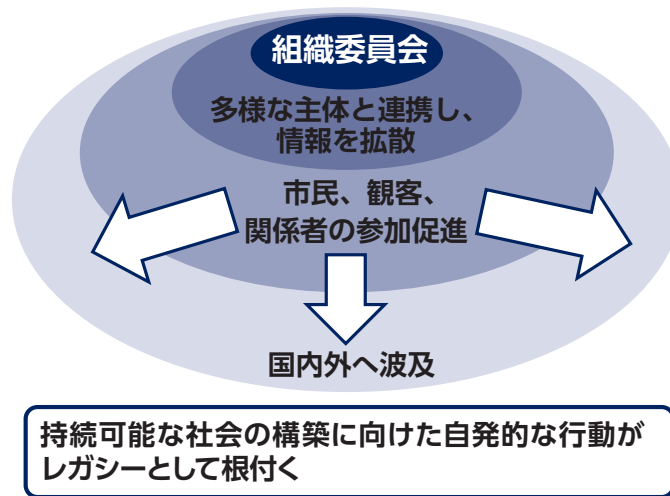 組織委員会
多様な主体と連携し、
情報を拡散
市民、観客、
関係者の参加促進
国内外へ波及
持続可能な社会の構築に向けた自発的な行動が
レガシーとして根付く